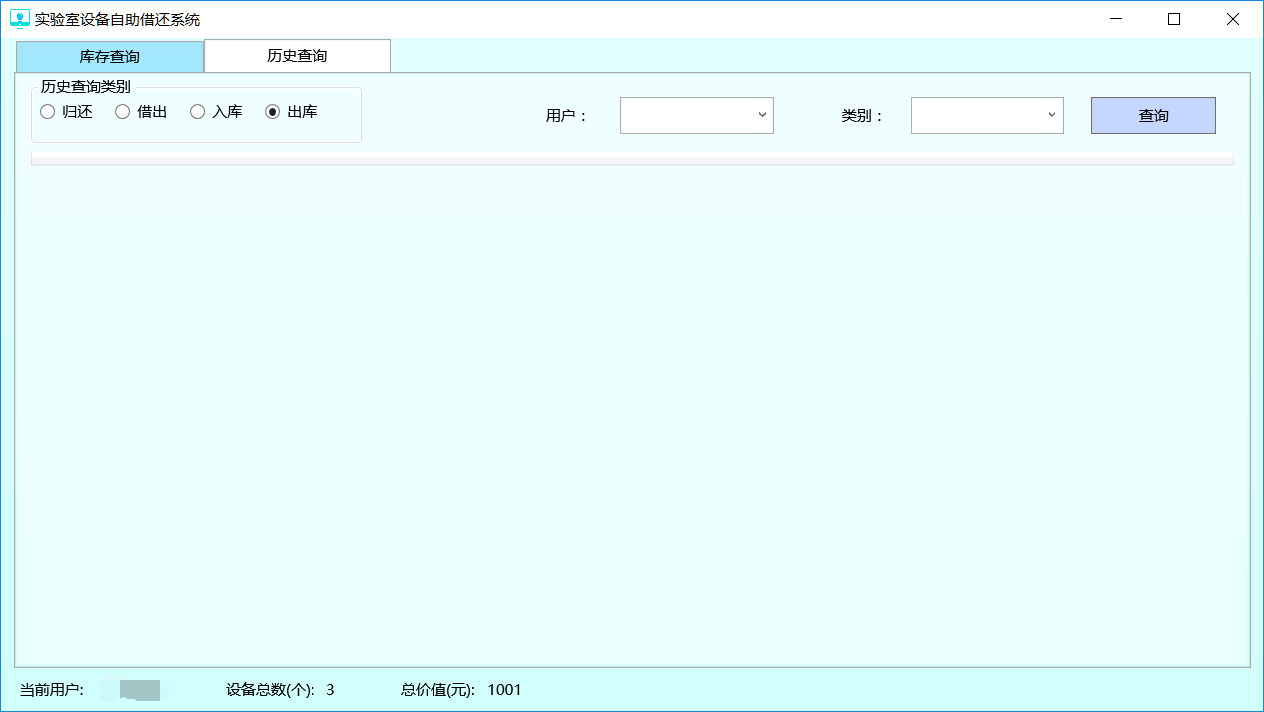 实验室设备自助借还系统
库存查询 历史查询
历史查询类别
归还 借出 入库 出库 用户： 类别： 查询
当前用户: 设备总数(个): 3 总价值(元): 1001